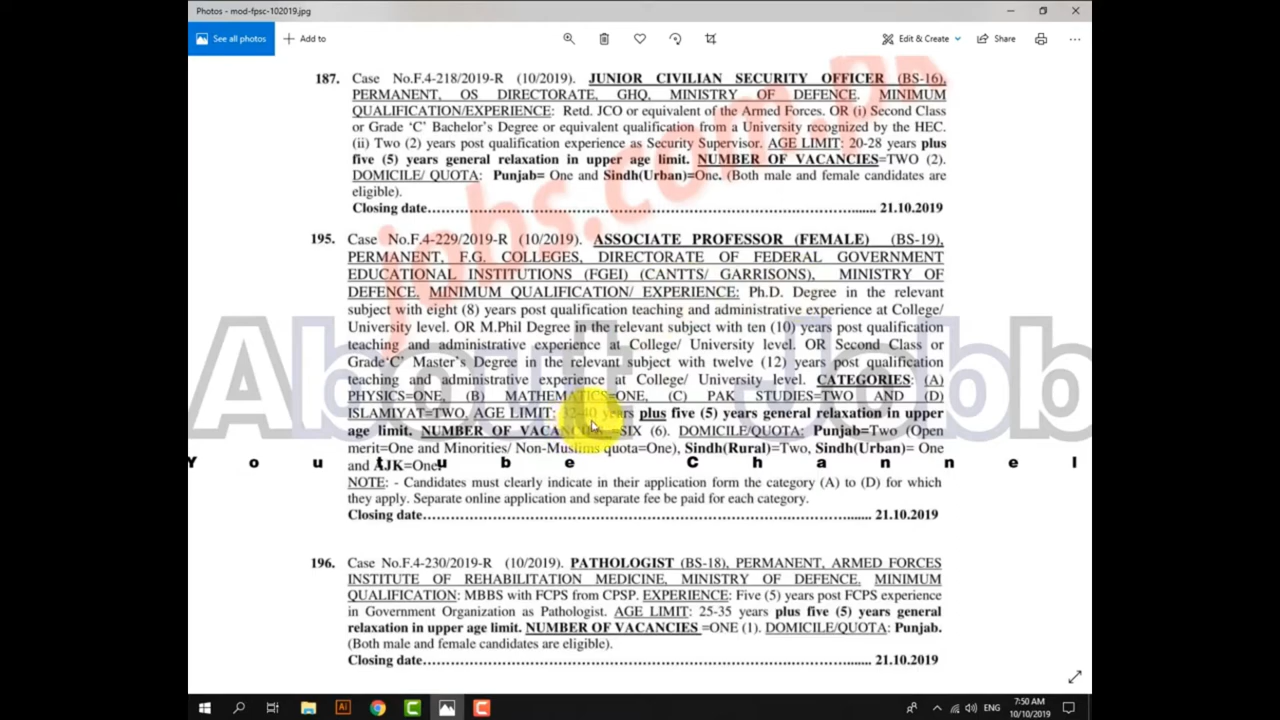 Photos - mod-fpsc-102019.jpg
See all photos
Add to
Edit & Create
Share
187. Case No.F.4-218/2019-R (10/2019). JUNIOR CIVILIAN SECURITY OFFICER (BS-16),
PERMANENT, OS DIRECTORATE, GHQ, MINISTRY OF DEFENCE. MINIMUM
QUALIFICATION/EXPERIENCE: Retd. JCO or equivalent of the Armed Forces. OR (i) Second Class
or Grade ‘C’ Bachelor’s Degree or equivalent qualification from a University recognized by the HEC.
(ii) Two (2) years post qualification experience as Security Supervisor. AGE LIMIT: 20-28 years plus
five (5) years general relaxation in upper age limit. NUMBER OF VACANCIES=TWO (2).
DOMICILE/ QUOTA: Punjab= One and Sindh(Urban)=One. (Both male and female candidates are
eligible).
Closing date........................................................................................... 21.10.2019
195. Case No.F.4-229/2019-R (10/2019). ASSOCIATE PROFESSOR (FEMALE) (BS-19),
PERMANENT, F.G. COLLEGES, DIRECTORATE OF FEDERAL GOVERNMENT
EDUCATIONAL INSTITUTIONS (FGEI) (CANTTS/ GARRISONS), MINISTRY OF
DEFENCE. MINIMUM QUALIFICATION/ EXPERIENCE: Ph.D. Degree in the relevant
subject with eight (8) years post qualification teaching and administrative experience at College/
University level. OR M.Phil Degree in the relevant subject with ten (10) years post qualification
teaching and administrative experience at College/ University level. OR Second Class or
Grade‘C’ Master’s Degree in the relevant subject with twelve (12) years post qualification
teaching and administrative experience at College/ University level. CATEGORIES: (A)
PHYSICS=ONE, (B) MATHEMATICS=ONE, (C) PAK STUDIES=TWO AND (D)
ISLAMIYAT=TWO, AGE LIMIT: 32-40 years plus five (5) years general relaxation in upper
age limit. NUMBER OF VACANCIES =SIX (6). DOMICILE/QUOTA: Punjab=Two (Open
merit=One and Minorities/ Non-Muslims quota=One), Sindh(Rural)=Two, Sindh(Urban)= One
and AJK=One.
NOTE: - Candidates must clearly indicate in their application form the category (A) to (D) for which
they apply. Separate online application and separate fee be paid for each category.
Closing date........................................................................................... 21.10.2019
196. Case No.F.4-230/2019-R (10/2019). PATHOLOGIST (BS-18), PERMANENT, ARMED FORCES
INSTITUTE OF REHABILITATION MEDICINE, MINISTRY OF DEFENCE. MINIMUM
QUALIFICATION: MBBS with FCPS from CPSP. EXPERIENCE: Five (5) years post FCPS experience
in Government Organization as Pathologist. AGE LIMIT: 25-35 years plus five (5) years general
relaxation in upper age limit. NUMBER OF VACANCIES =ONE (1). DOMICILE/QUOTA: Punjab.
(Both male and female candidates are eligible).
Closing date........................................................................................... 21.10.2019
jobs.com.pk
About Jobb
Youtube Channel
ENG
7:50 AM
10/10/2019